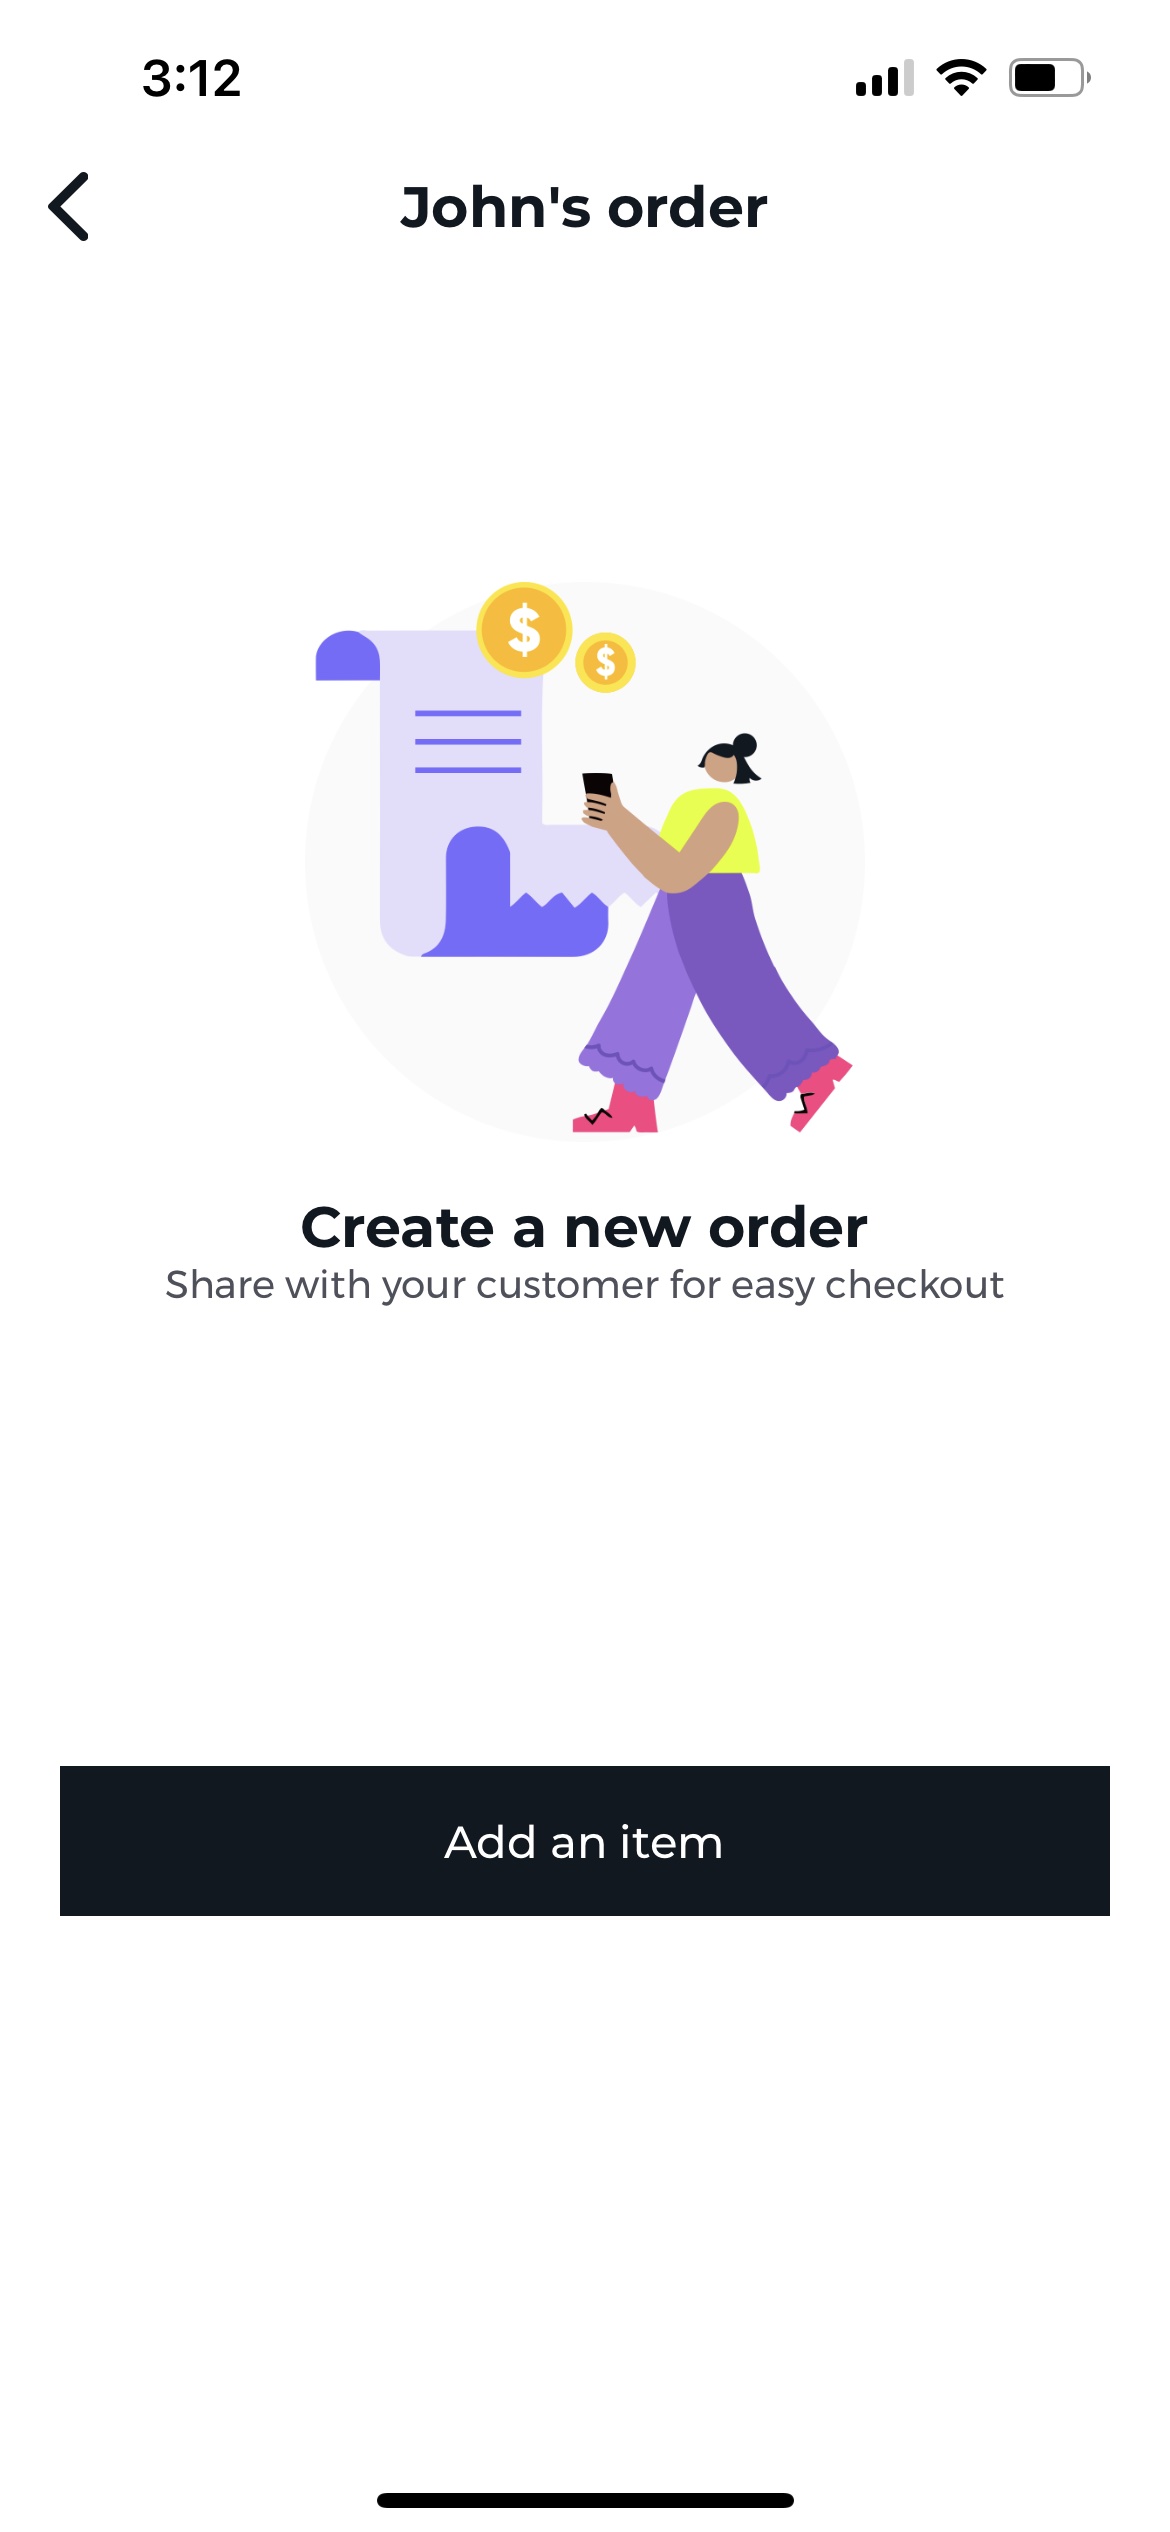 3:12
John's order
$
$
Create a new order
Share with your customer for easy checkout
Add an item